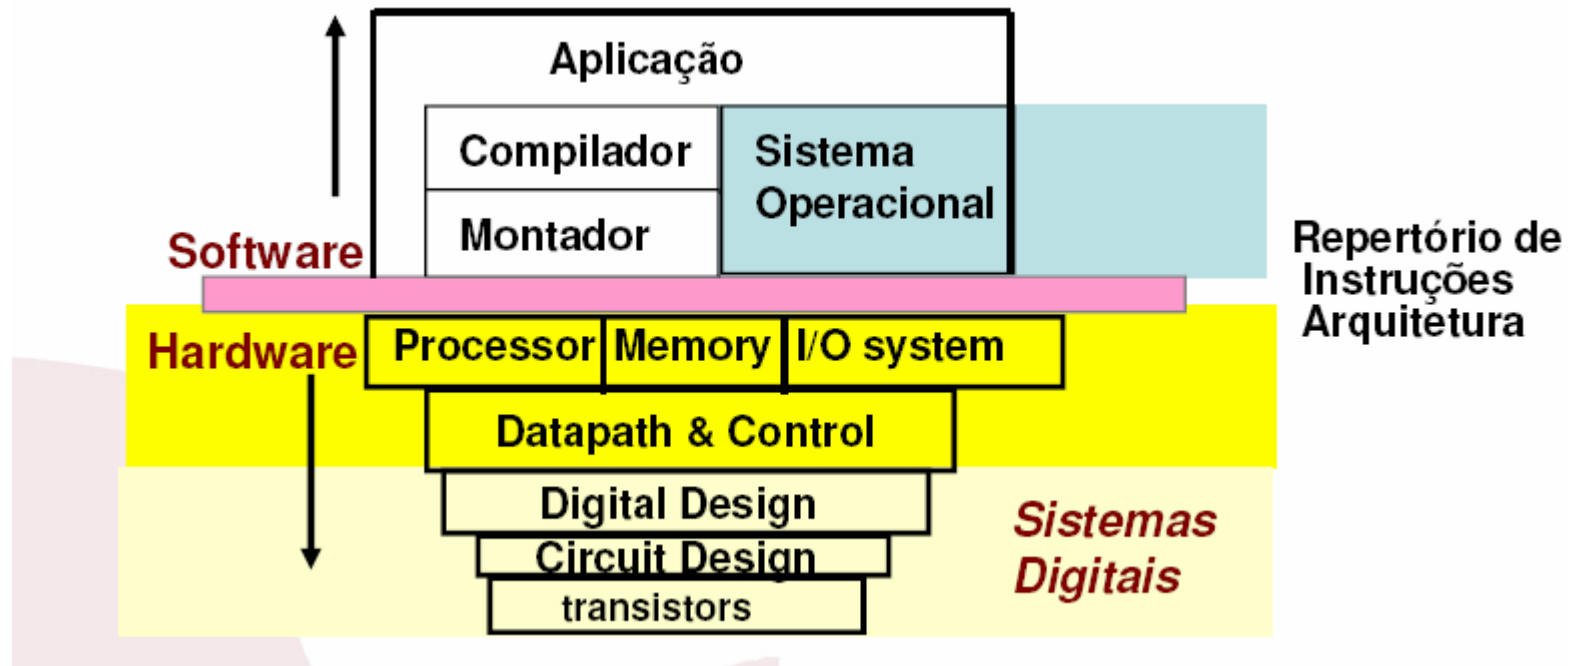 Aplicação
Compilador
Sistema
Operacional
Montador
Software
Repertório de
Instruções
Arquitetura
Hardware
Processor
Memory
I/O system
Datapath & Control
Digital Design
Sistemas
Digitais
Circuit Design
transistors